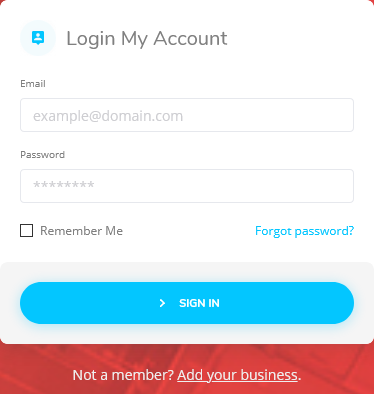 Login My Account
Email
example@domain.com
Password
********
Remember Me Forgot password?
SIGN IN
Not a member? Add your business.